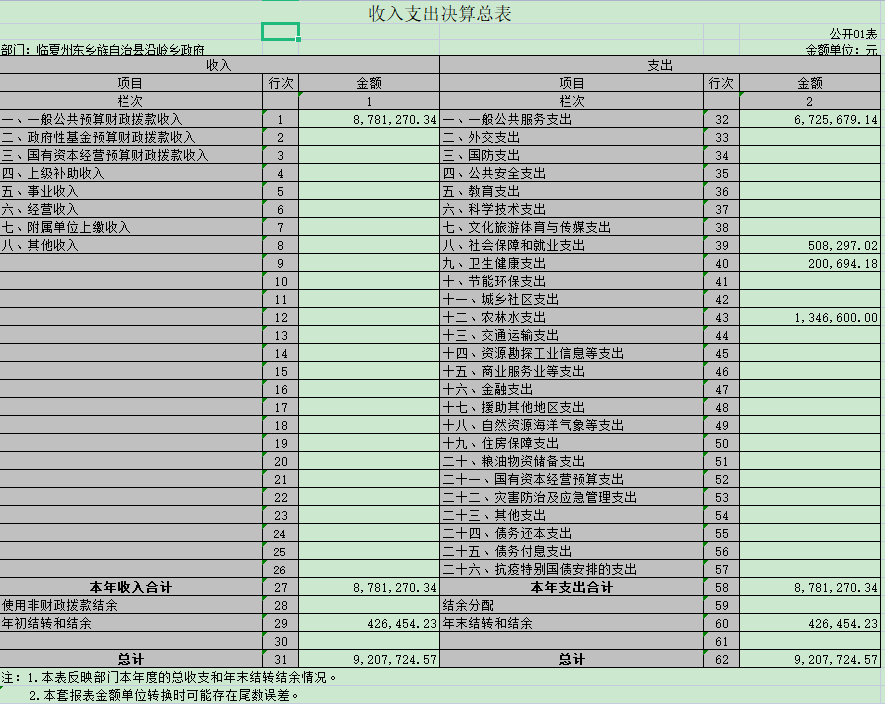 收入支出决算总表
公开01表
部门：临夏州东乡族自治县沿岭乡政府 金额单位：元
收入 支出
项目 行次 金额 项目 行次 金额
栏次 1 栏次 2
一、一般公共预算财政拨款收入 1 8,781,270.34 一、一般公共服务支出 32 6,725,679.14
二、政府性基金预算财政拨款收入 2 二、外交支出 33
三、国有资本经营预算财政拨款收入 3 三、国防支出 34
四、上级补助收入 4 四、公共安全支出 35
五、事业收入 5 五、教育支出 36
六、经营收入 6 六、科学技术支出 37
七、附属单位上缴收入 7 七、文化旅游体育与传媒支出 38
八、其他收入 8 八、社会保障和就业支出 39 508,297.02
9 九、卫生健康支出 40 200,694.18
10 十、节能环保支出 41
11 十一、城乡社区支出 42
12 十二、农林水支出 43 1,346,600.00
13 十三、交通运输支出 44
14 十四、资源勘探工业信息等支出 45
15 十五、商业服务业等支出 46
16 十六、金融支出 47
17 十七、援助其他地区支出 48
18 十八、自然资源海洋气象等支出 49
19 十九、住房保障支出 50
20 二十、粮油物资储备支出 51
21 二十一、国有资本经营预算支出 52
22 二十二、灾害防治及应急管理支出 53
23 二十三、其他支出 54
24 二十四、债务还本支出 55
25 二十五、债务付息支出 56
26 二十六、抗疫特别国债安排的支出 57
本年收入合计 27 8,781,270.34 本年支出合计 58 8,781,270.34
使用非财政拨款结余 28 结余分配 59
年初结转和结余 29 426,454.23 年末结转和结余 60 426,454.23
30 61
总计 31 9,207,724.57 总计 62 9,207,724.57
注：1.本表反映部门本年度的总收支和年末结转结余情况。
2.本套报表金额单位转换时可能存在尾数误差。